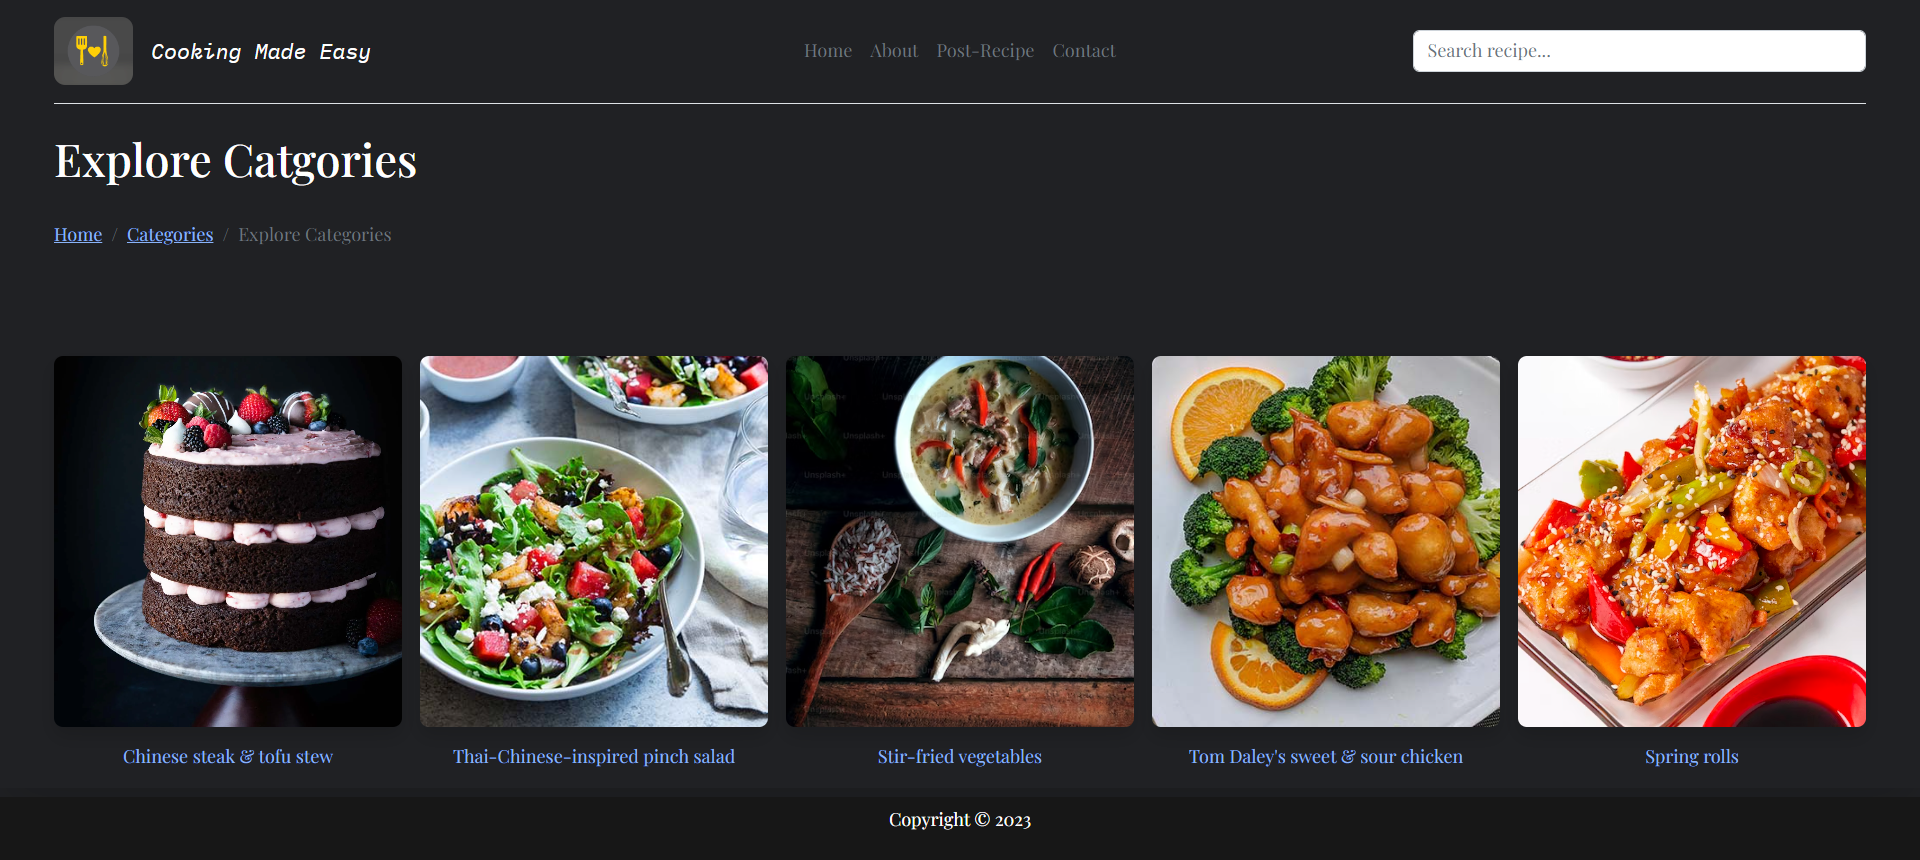 Cooking Made Easy
Home About Post-Recipe Contact
Search recipe...
Explore Catgories
Home / Categories / Explore Categories
Unsplash+
Chinese steak & tofu stew
Thai-Chinese-inspired pinch salad
Stir-fried vegetables
Tom Daley's sweet & sour chicken
Spring rolls
Copyright © 2023